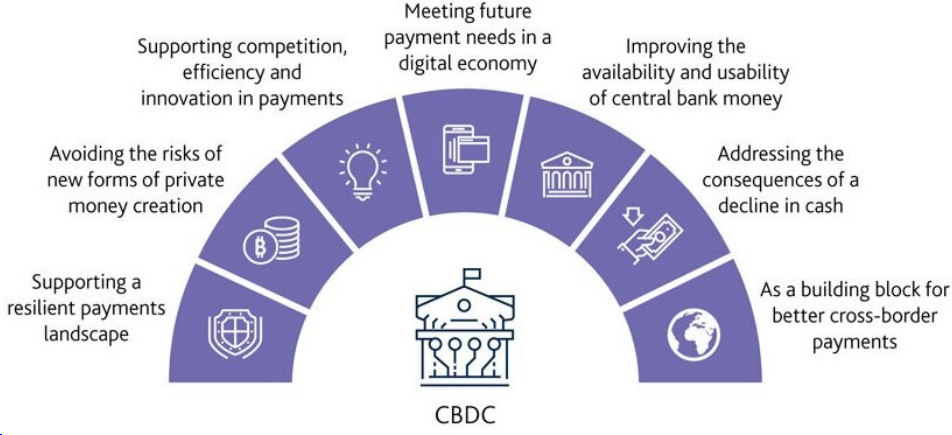 Meeting future
payment needs in a
digital economy
Supporting competition,
efficiency and
innovation in payments
Improving the
availability and usability
of central bank money
Avoiding the risks of
new forms of private
money creation
Addressing the
consequences of a
decline in cash
Supporting a
resilient payments
landscape
As a building block for
better cross-border
payments
CBDC